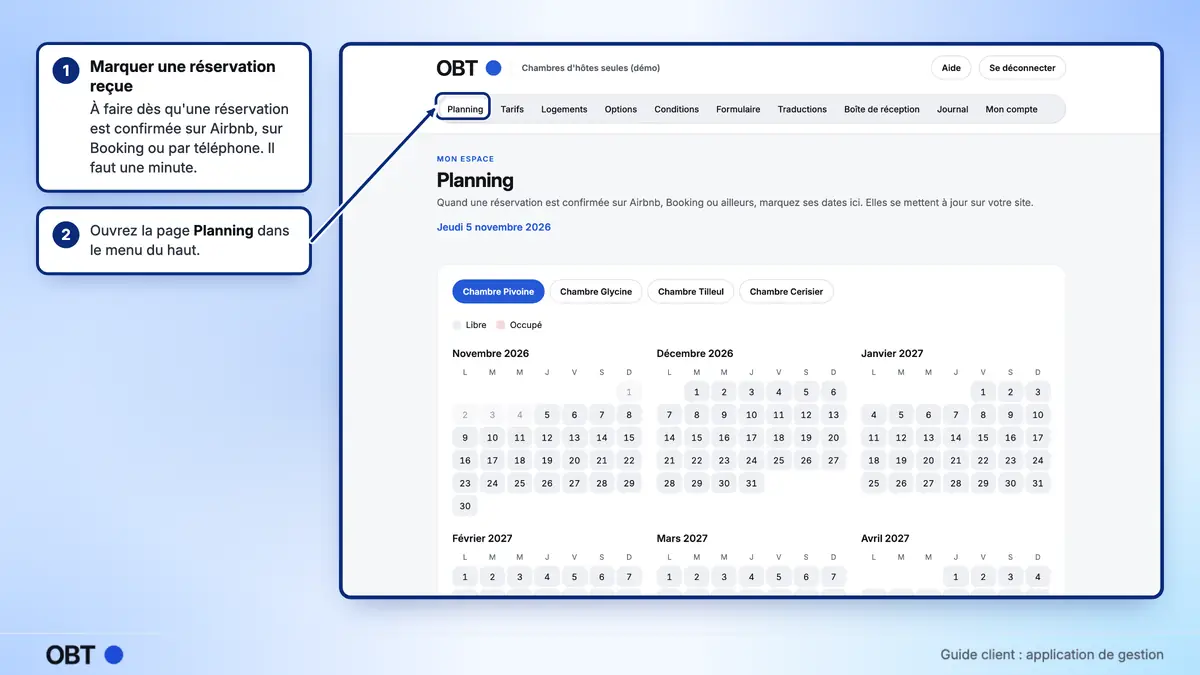 1
Marquer une réservation
reçue
À faire dès qu'une réservation
est confirmée sur Airbnb, sur
Booking ou par téléphone. Il
faut une minute.
2
Ouvrez la page Planning dans
le menu du haut.
OBT
Chambres d'hôtes seules (démo)
Aide
Se déconnecter
Planning Tarifs Logements Options Conditions Formulaire Traductions Boîte de réception Journal Mon compte
MON ESPACE
Planning
Quand une réservation est confirmée sur Airbnb, Booking ou ailleurs, marquez ses dates ici. Elles se mettent à jour sur votre site.
Jeudi 5 novembre 2026
Chambre Pivoine Chambre Glycine Chambre Tilleul Chambre Cerisier
Libre Occupé
Novembre 2026
L M M J V S D
1
2 3 4 5 6 7 8
9 10 11 12 13 14 15
16 17 18 19 20 21 22
23 24 25 26 27 28 29
30
Décembre 2026
L M M J V S D
1 2 3 4 5 6
7 8 9 10 11 12 13
14 15 16 17 18 19 20
21 22 23 24 25 26 27
28 29 30 31
Janvier 2027
L M M J V S D
1 2 3
4 5 6 7 8 9 10
11 12 13 14 15 16 17
18 19 20 21 22 23 24
25 26 27 28 29 30 31
Février 2027
L M M J V S D
1 2 3 4 5 6 7
Mars 2027
L M M J V S D
1 2 3 4 5 6 7
Avril 2027
L M M J V S D
1 2 3 4
OBT
Guide client : application de gestion